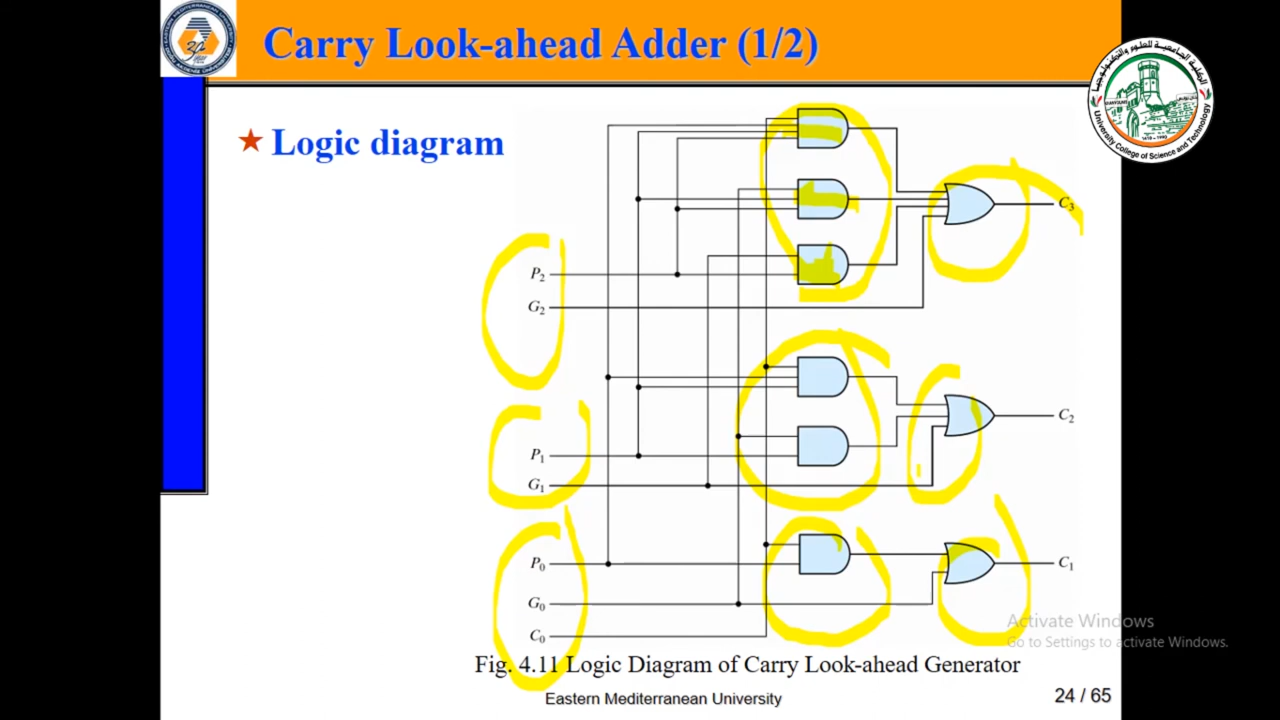 Carry Look-ahead Adder (1/2)
Logic diagram
C₃
P₂
G₂
C₂
P₁
G₁
P₀
C₁
G₀
C₀
Activate Windows
Go to Settings to activate Windows.
Fig. 4.11 Logic Diagram of Carry Look-ahead Generator
Eastern Mediterranean University
24 / 65
University College of Science and Technology